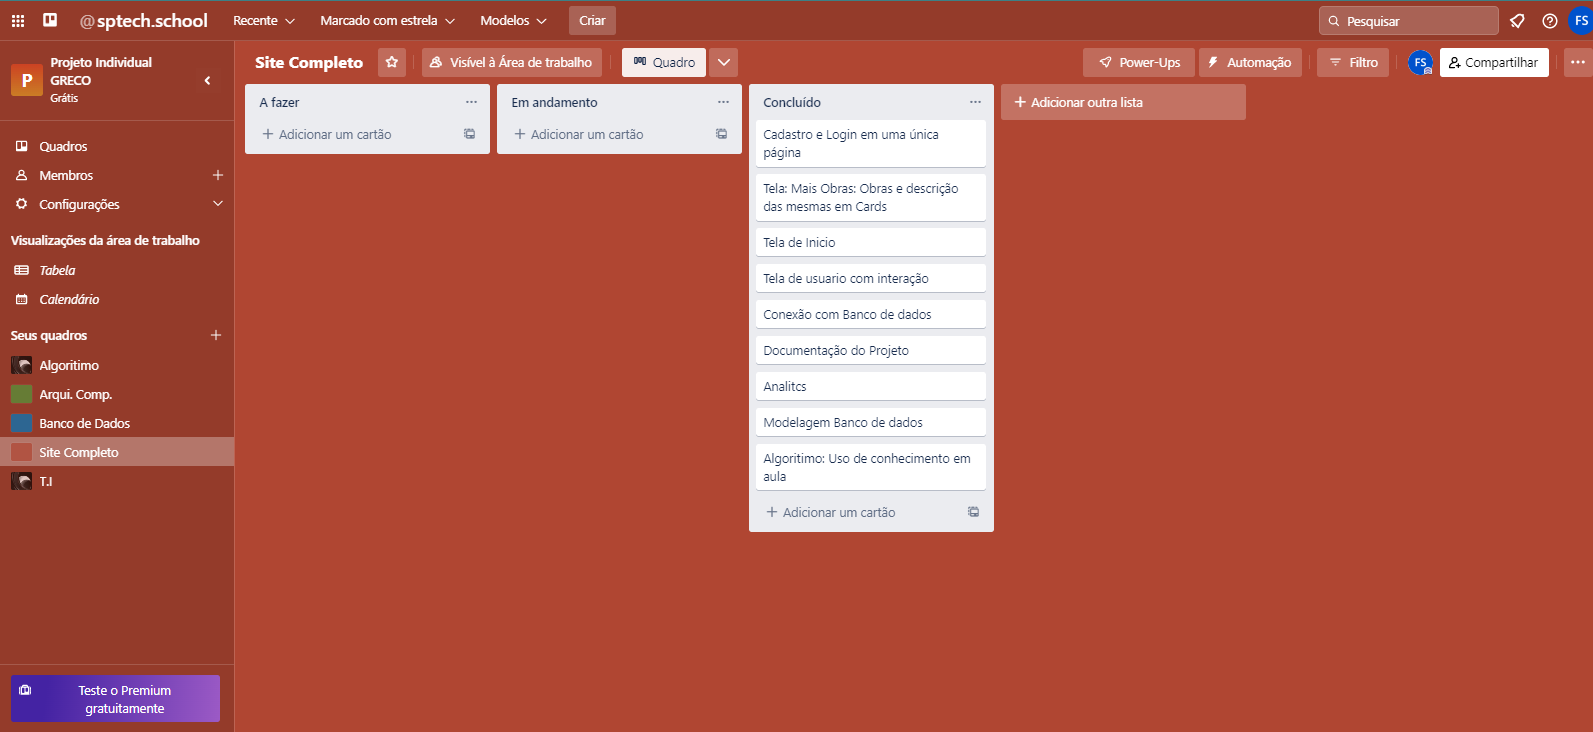 @sptech.school Recente Marcado com estrela Modelos Criar Pesquisar FS
P
Projeto Individual
GRECO
Grátis
Quadros
Membros
Configurações
Visualizações da área de trabalho
Tabela
Calendário
Seus quadros
Algoritimo
Arqui. Comp.
Banco de Dados
Site Completo
T.I
Teste o Premium
gratuitamente
Site Completo Visível à Área de trabalho Quadro Power-Ups Automação Filtro FS Compartilhar
A fazer
Adicionar um cartão
Em andamento
Adicionar um cartão
Concluído
Cadastro e Login em uma única
página
Tela: Mais Obras: Obras e descrição
das mesmas em Cards
Tela de Inicio
Tela de usuario com interação
Conexão com Banco de dados
Documentação do Projeto
Analitcs
Modelagem Banco de dados
Algoritimo: Uso de conhecimento em
aula
Adicionar um cartão
Adicionar outra lista